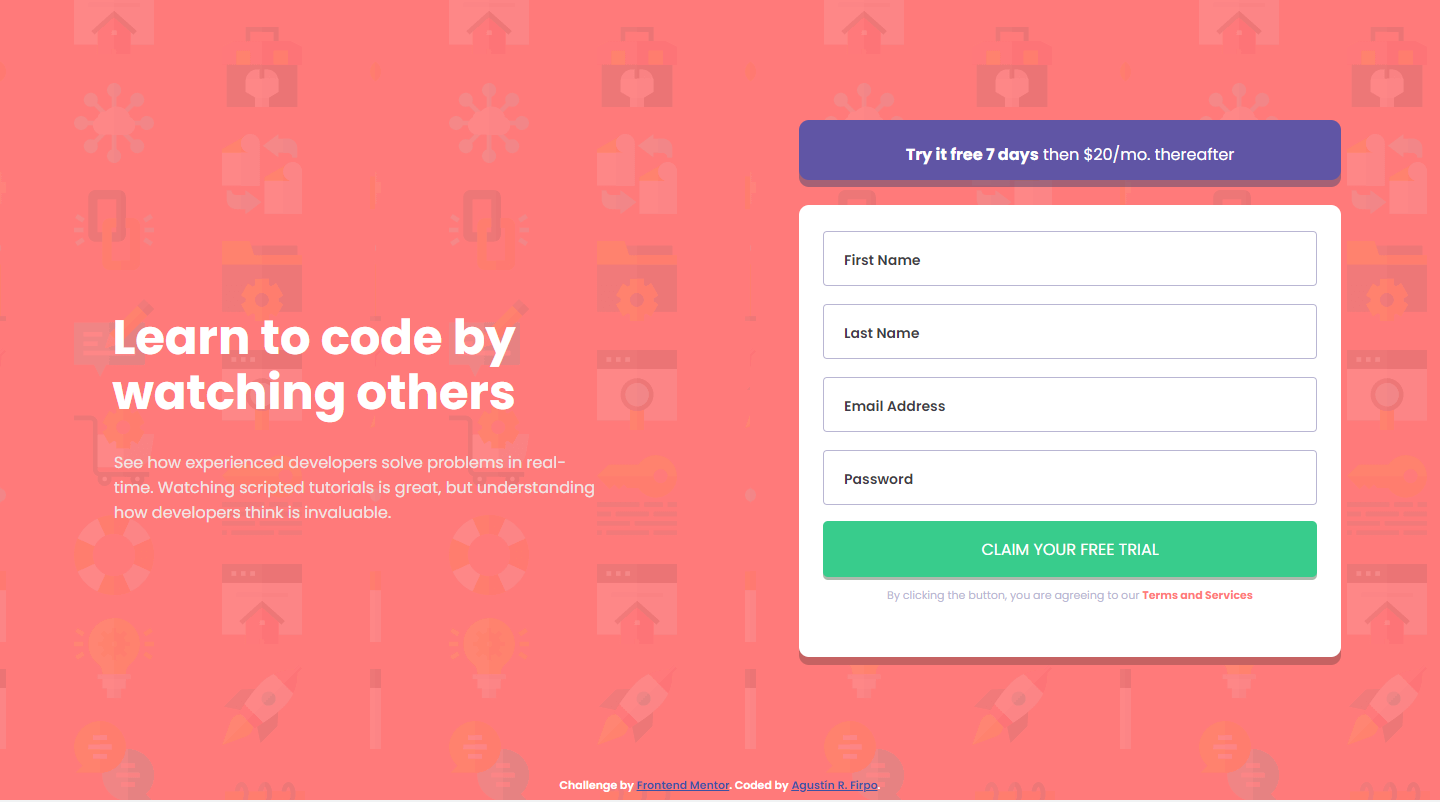 Learn to code by
watching others
See how experienced developers solve problems in real-
time. Watching scripted tutorials is great, but understanding
how developers think is invaluable.
Try it free 7 days then $20/mo. thereafter
First Name
Last Name
Email Address
Password
CLAIM YOUR FREE TRIAL
By clicking the button, you are agreeing to our Terms and Services
Challenge by Frontend Mentor. Coded by Agustin R. Firpo.